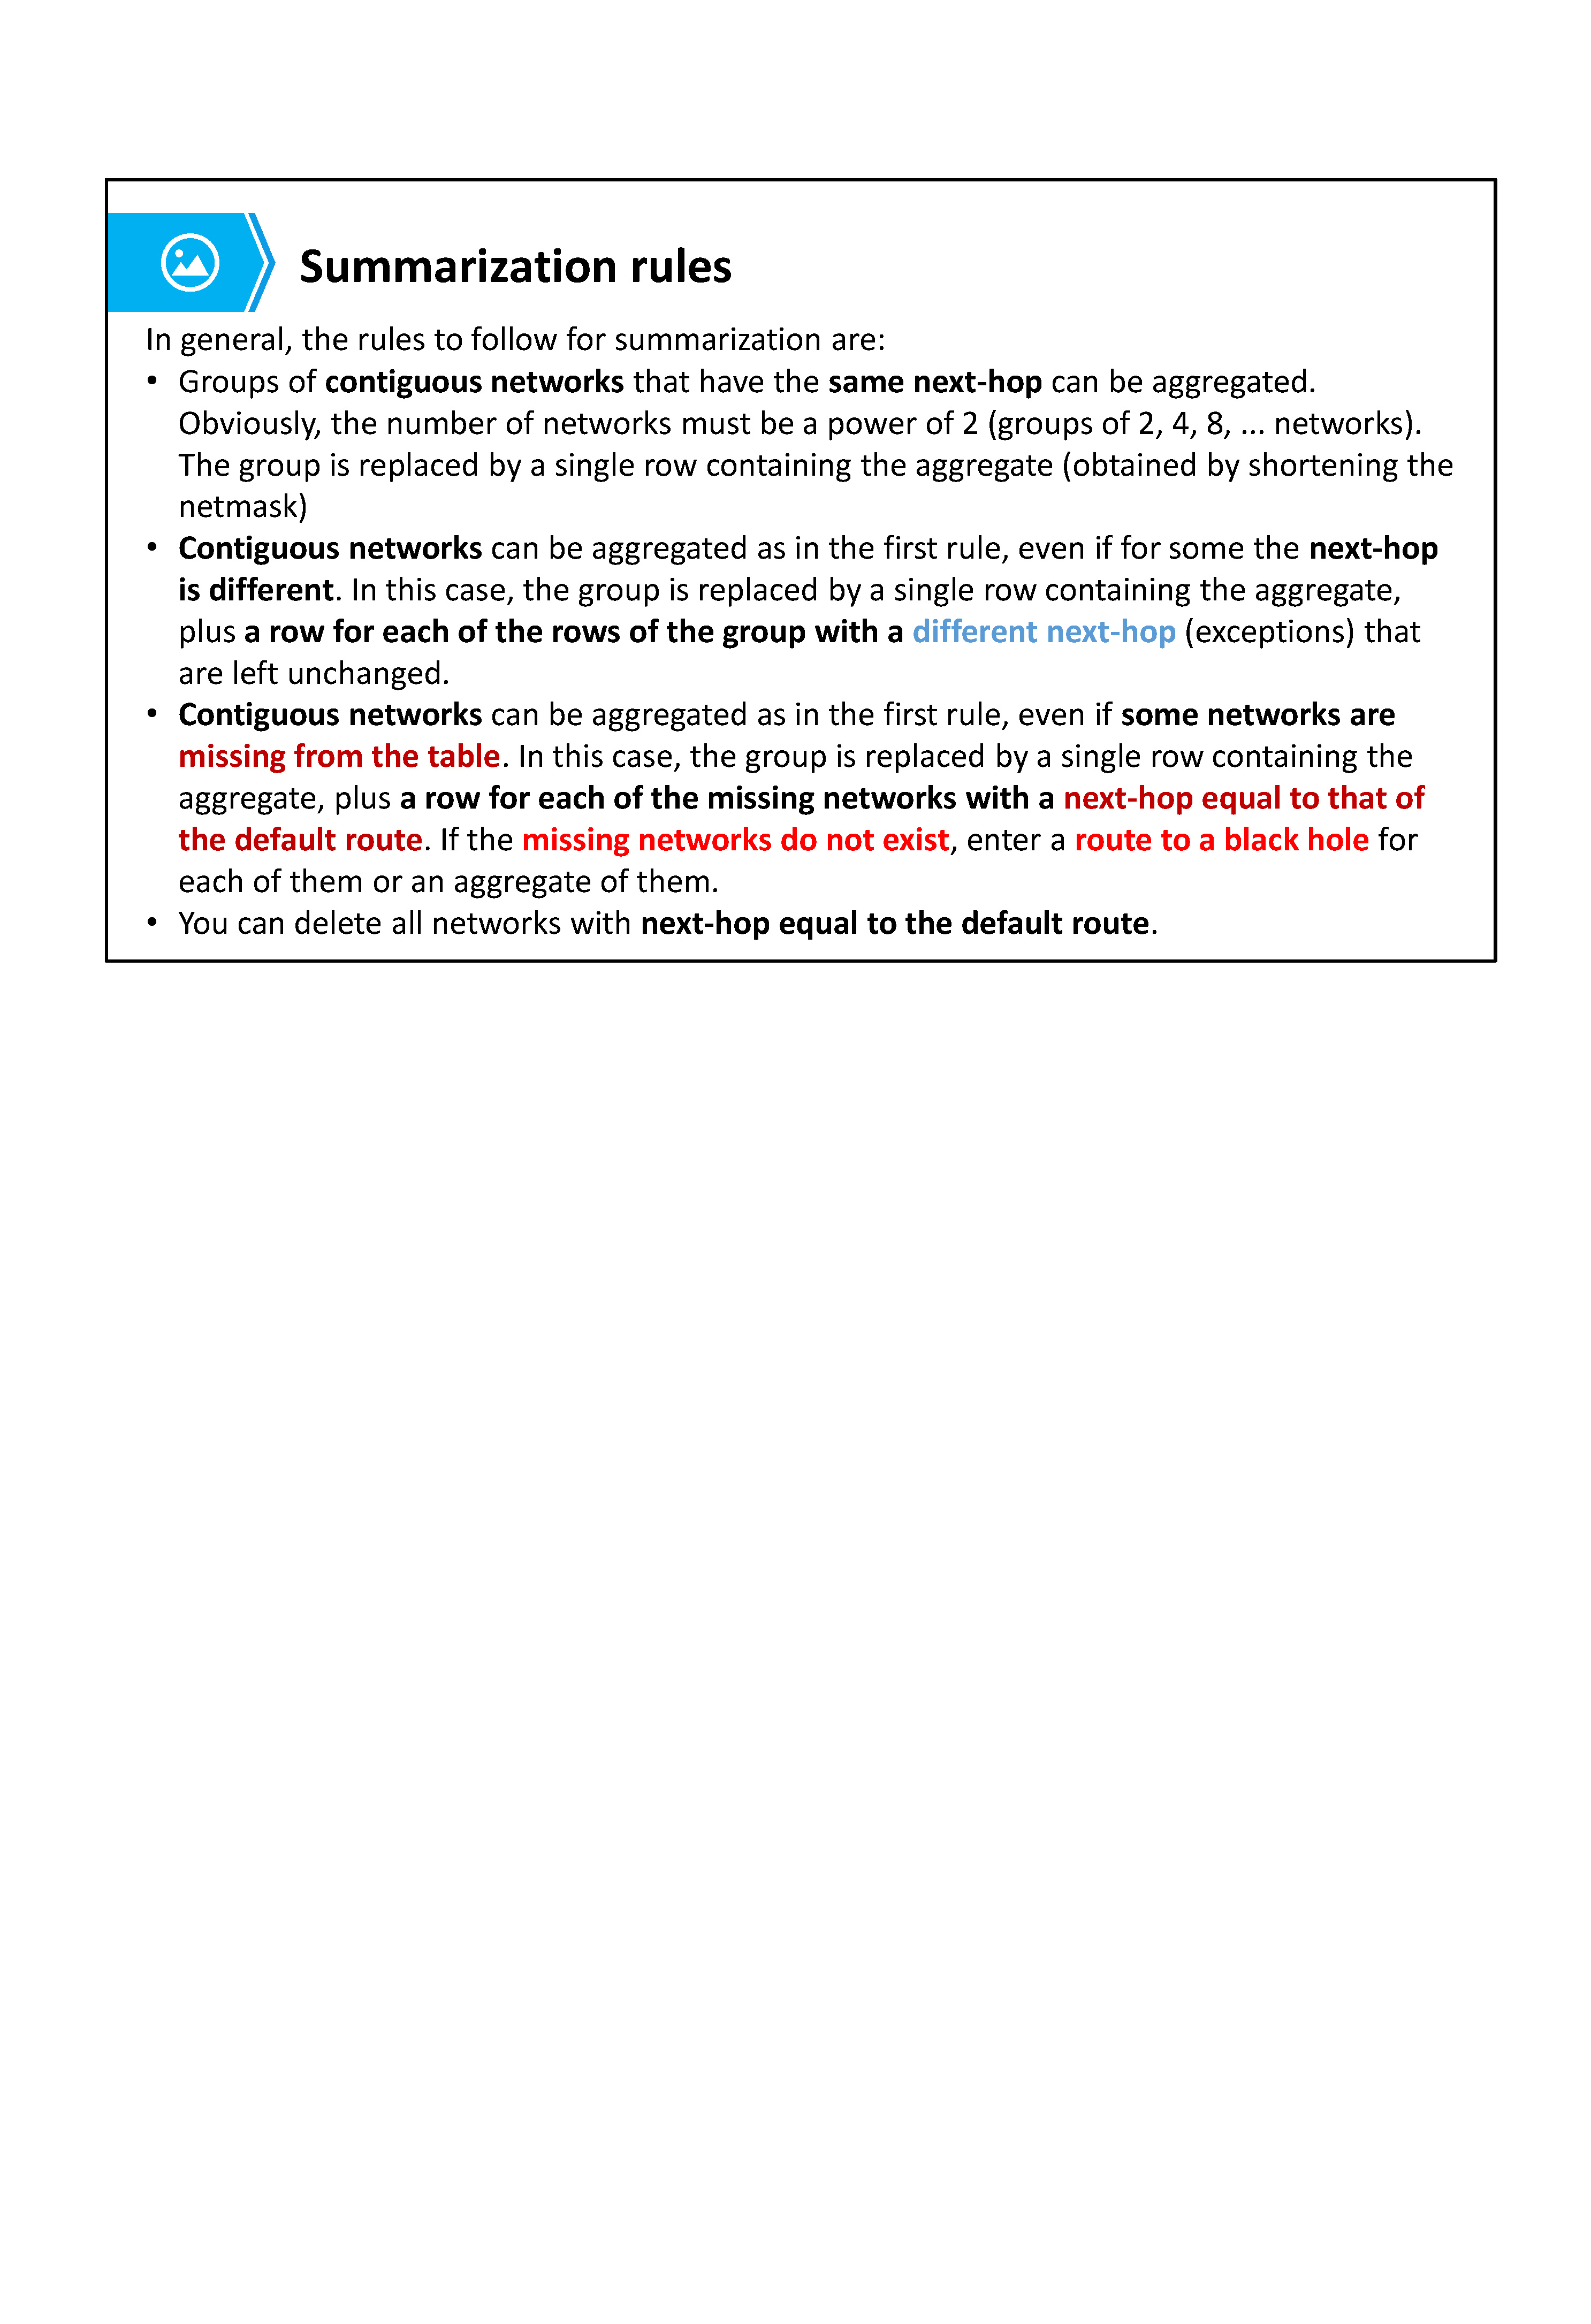 Summarization rules
In general, the rules to follow for summarization are:
• Groups of contiguous networks that have the same next-hop can be aggregated.
Obviously, the number of networks must be a power of 2 (groups of 2, 4, 8, ... networks).
The group is replaced by a single row containing the aggregate (obtained by shortening the
netmask)
• Contiguous networks can be aggregated as in the first rule, even if for some the next-hop
is different. In this case, the group is replaced by a single row containing the aggregate,
plus a row for each of the rows of the group with a different next-hop (exceptions) that
are left unchanged.
• Contiguous networks can be aggregated as in the first rule, even if some networks are
missing from the table. In this case, the group is replaced by a single row containing the
aggregate, plus a row for each of the missing networks with a next-hop equal to that of
the default route. If the missing networks do not exist, enter a route to a black hole for
each of them or an aggregate of them.
• You can delete all networks with next-hop equal to the default route.